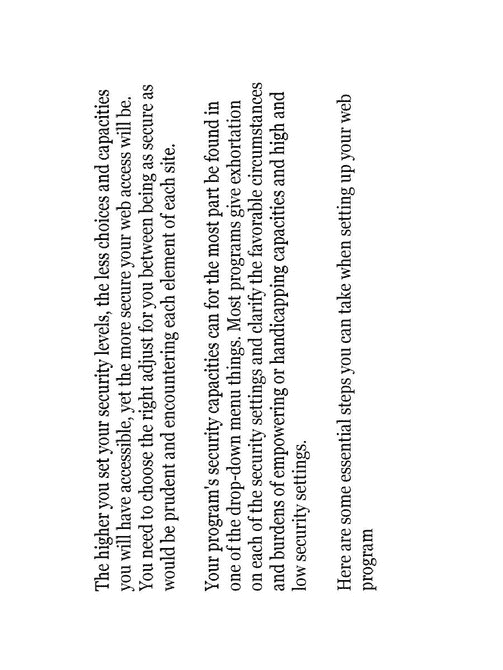 The higher you set your security levels, the less choices and capacities
you will have accessible, yet the more secure your web access will be.
You need to choose the right adjust for you between being as secure as
would be prudent and encountering each element of each site.
Your program's security capacities can for the most part be found in
one of the drop-down menu things. Most programs give exhortation
on each of the security settings and clarify the favorable circumstances
and burdens of empowering or handicapping capacities and high and
low security settings.
Here are some essential steps you can take when setting up your web
program